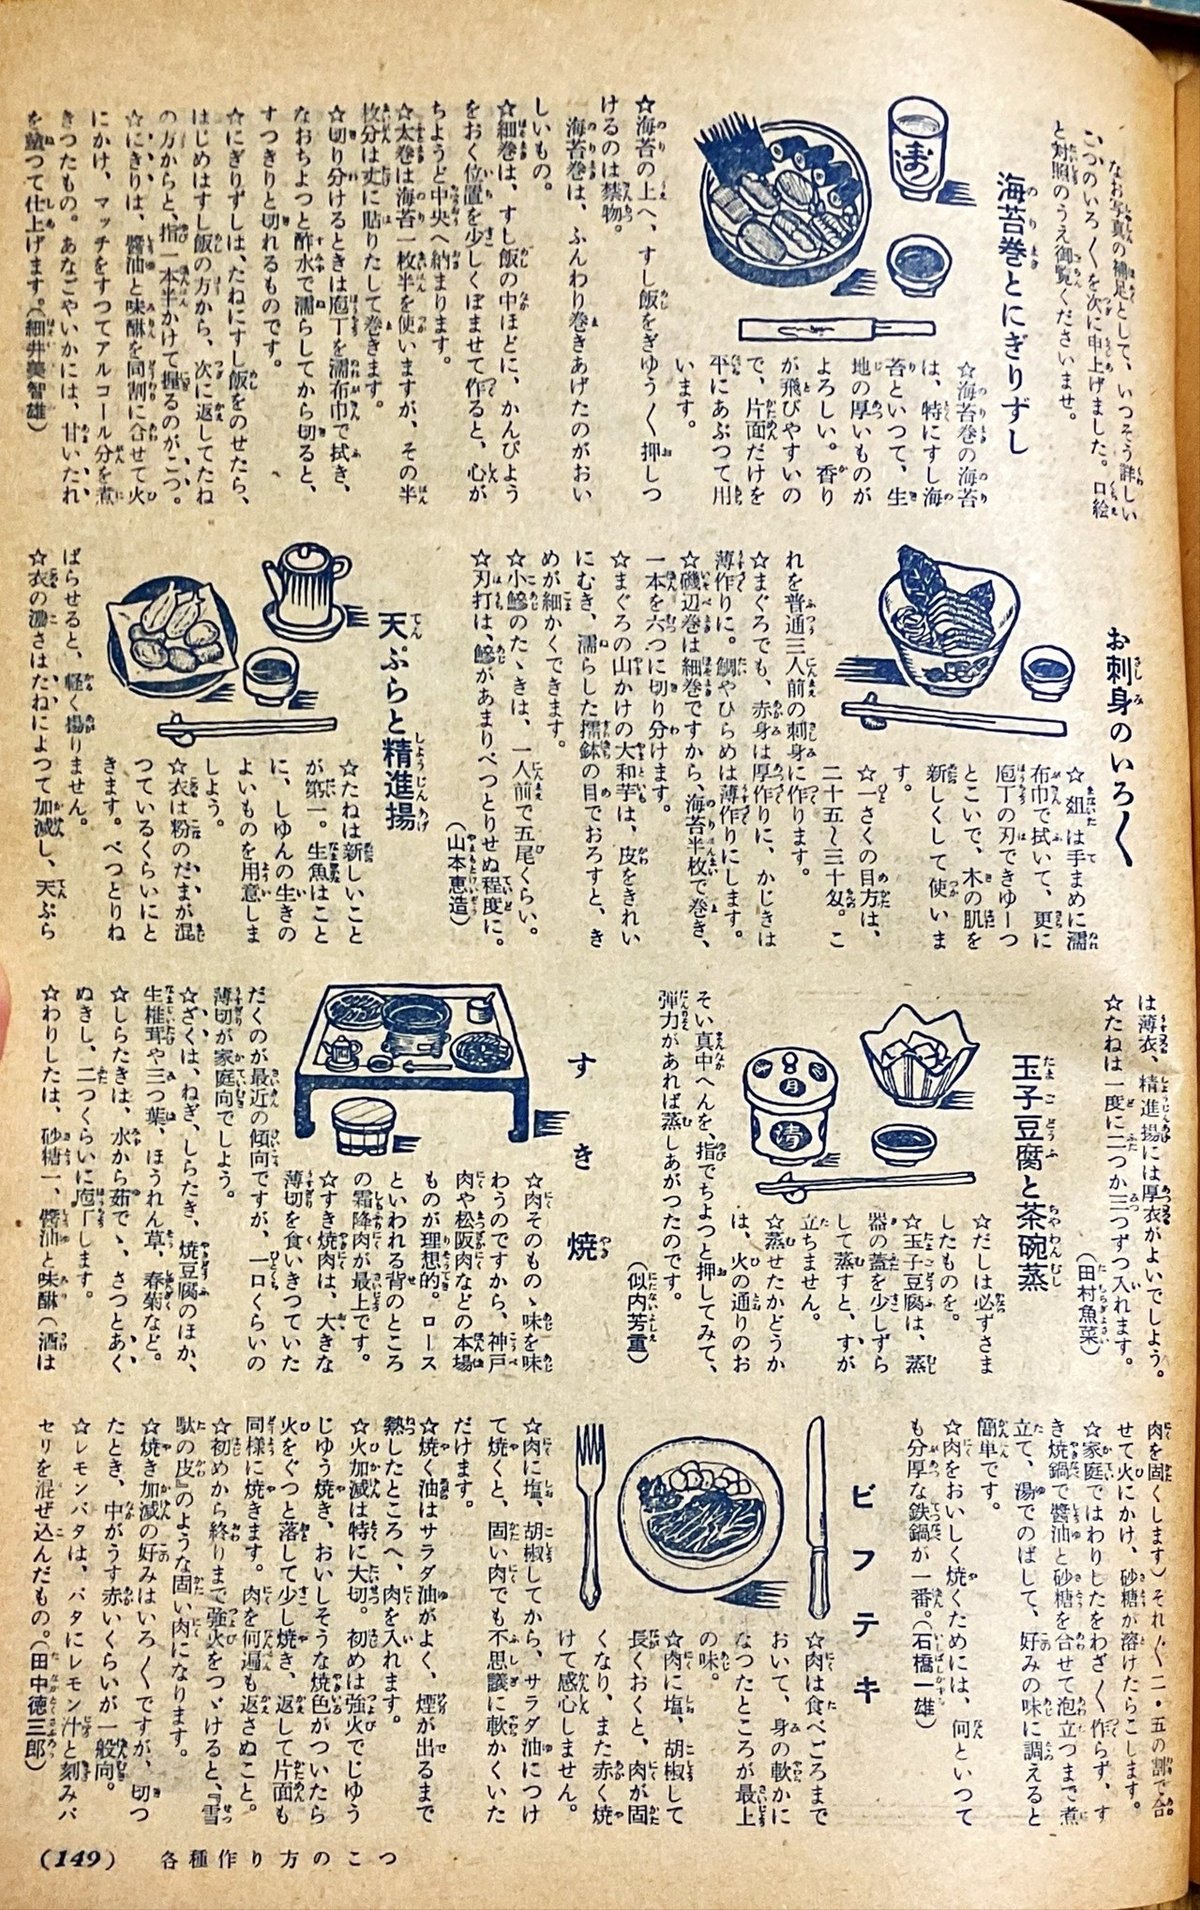 なお写真の補足として、いつそう詳しい
こつのいろ〳〵を次に申上げました。口絵
と対照のうえ御覧くださいませ。
海苔巻とにぎりずし
☆海苔巻の海苔
は、特にすし海
苔といつて、生
地の厚いものが
よろしい。香り
が飛びやすいの
で、片面だけを
平にあぶつて用
います。
☆海苔の上へ、すし飯をぎゆう〳〵押しつ
けるのは禁物。
海苔巻は、ふんわり巻きあげたのがおい
しいもの。
☆細巻は、すし飯の中ほどに、かんぴよう
をおく位置を少しくぼませて作ると、心が
ちようど中央へ納まります。
☆太巻は海苔一枚半を使いますが、その半
枚分は丈に貼りたして巻きます。
☆切り分けるときは庖丁を濡布巾で拭き、
なおちよつと酢水で濡らしてから切ると、
すつきりと切れるものです。
☆にぎりずしは、たねにすし飯をのせたら、
はじめはすし飯の方から、次に返してたね
の方からと、指一本半かけて握るのがこつ。
☆にきりは、醬油と味醂を同割に合せて火
にかけ、マッチをすつてアルコール分を煮
きつたもの。あなごやいかには、甘いたれ
を塗つて仕上げます。(細井美智雄)
お刺身のいろ〳〵
☆俎は手まめに濡
布巾で拭いて、更に
庖丁の刃できゆーつ
とこいで、木の肌を
新しくして使いま
す。
☆一さくの目方は、
二十五〜三十匁。こ
れを普通三人前の刺身に作ります。
☆まぐろでも、赤身は厚作りに、かじきは
薄作りに。鯛やひらめは薄作りにします。
☆磯辺巻は細巻ですから、海苔半枚で巻き、
一本を六つに切り分けます。
☆まぐろの山かけの大和芋は、皮をきれい
にむき、濡らした擂鉢の目でおろすと、き
めが細かくできます。
☆小鰺のたゝきは、一人前で五尾くらい。
☆刃打は、鰺があまりべつとりせぬ程度に。
(山本恵造)
天ぷらと精進揚
☆たねは新しいこと
が第一。生魚はこと
に、しゆんの生きの
よいものを用意しま
しよう。
☆衣は粉のだまが混
つているくらいにと
きます。べつとりね
ばらせると、軽く揚りません。
☆衣の濃さはたねによつて加減し、天ぷら
は薄衣、精進揚には厚衣がよいでしよう。
☆たねは一度に二つか三つずつ入れます。
(田村魚菜)
玉子豆腐と茶碗蒸
☆だしは必ずさま
したものを。
☆玉子豆腐は、蒸
器の蓋を少しずら
して蒸すと、すが
立ちません。
☆蒸せたかどうか
は、火の通りのお
そい真中へんを、指でちよつと押してみて、
弾力があれば蒸しあがつたのです。
(似内芳重)
すき焼
☆肉そのものゝ味を味
わうのですから、神戸
肉や松阪肉などの本場
ものが理想的。ロース
といわれる背のところ
の霜降肉が最上です。
☆すき焼肉は、大きな
薄切を食いきつていた
だくのが最近の傾向ですが、一口くらいの
薄切が家庭向でしよう。
☆ざくは、ねぎ、しらたき、焼豆腐のほか、
生椎茸や三つ葉、ほうれん草、春菊など。
☆しらたきは、水から茹で、さつとあく
ぬきし、二つくらいに庖丁します。
☆わりしたは、砂糖一、醬油と味醂(酒は
肉を固くします)それ〴〵二・五の割で合
せて火にかけ、砂糖が溶けたらこします。
☆家庭ではわりしたをわざ〳〵作らず、す
き焼鍋で醬油と砂糖を合せて泡立つまで煮
立て、湯でのばして、好みの味に調えると
簡単です。
☆肉をおいしく焼くためには、何といつて
も分厚な鉄鍋が一番。(石橋一雄)
ビフテキ
☆肉は食べごろまで
おいて、身の軟かに
なつたところが最上
の味。
☆肉に塩、胡椒して
長くおくと、肉が固
くなり、また赤く焼
けて感心しません。
☆肉に塩、胡椒してから、サラダ油につけ
て焼くと、固い肉でも不思議に軟かくいた
だけます。
☆焼く油はサラダ油がよく、煙が出るまで
熱したところへ、肉を入れます。
☆火加減は特に大切。初めは強火でじゆう
じゆう焼き、おいしそうな焼色がついたら
火をぐつと落して少し焼き、返して片面も
同様に焼きます。肉を何遍も返さぬこと。
☆初めから終りまで強火をつゞけると、『雪
駄の皮』のような固い肉になります。
☆焼き加減の好みはいろ〳〵ですが、切つ
たとき、中がうす赤いくらいが一般向。
☆レモンバタは、バタにレモン汁と刻みパ
セリを混ぜ込んだもの。(田中徳三郎)
寿
月
清
(149) 各種作り方のこつ